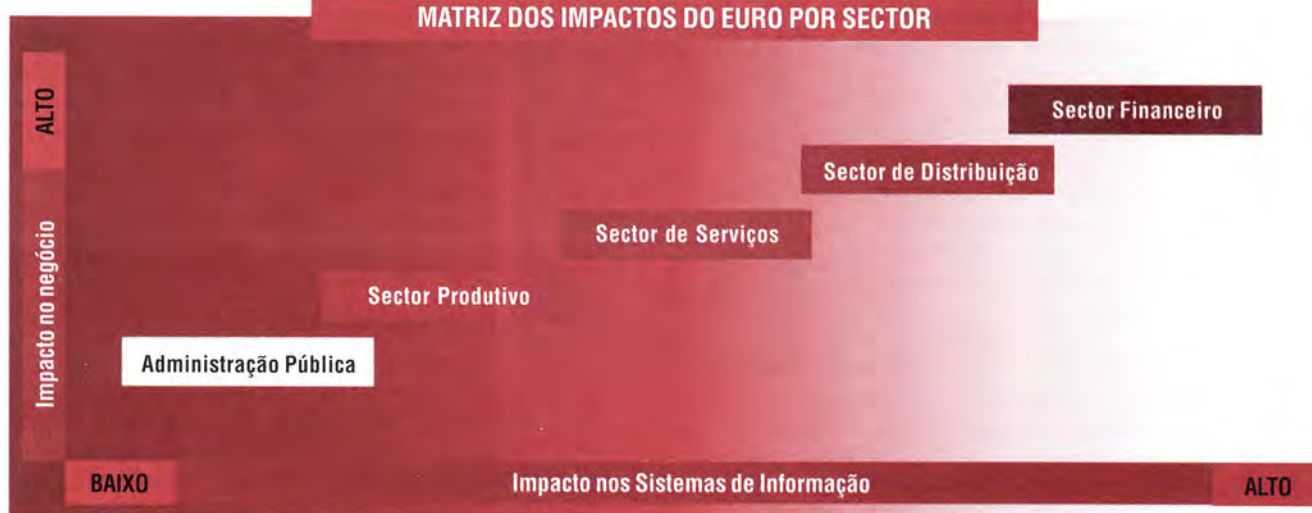 MATRIZ DOS IMPACTOS DO EURO POR SECTOR
ALTO
Impacto no negócio
Sector Financeiro
Sector de Distribuição
Sector de Serviços
Sector Produtivo
Administração Pública
BAIXO
Impacto nos Sistemas de Informação
ALTO